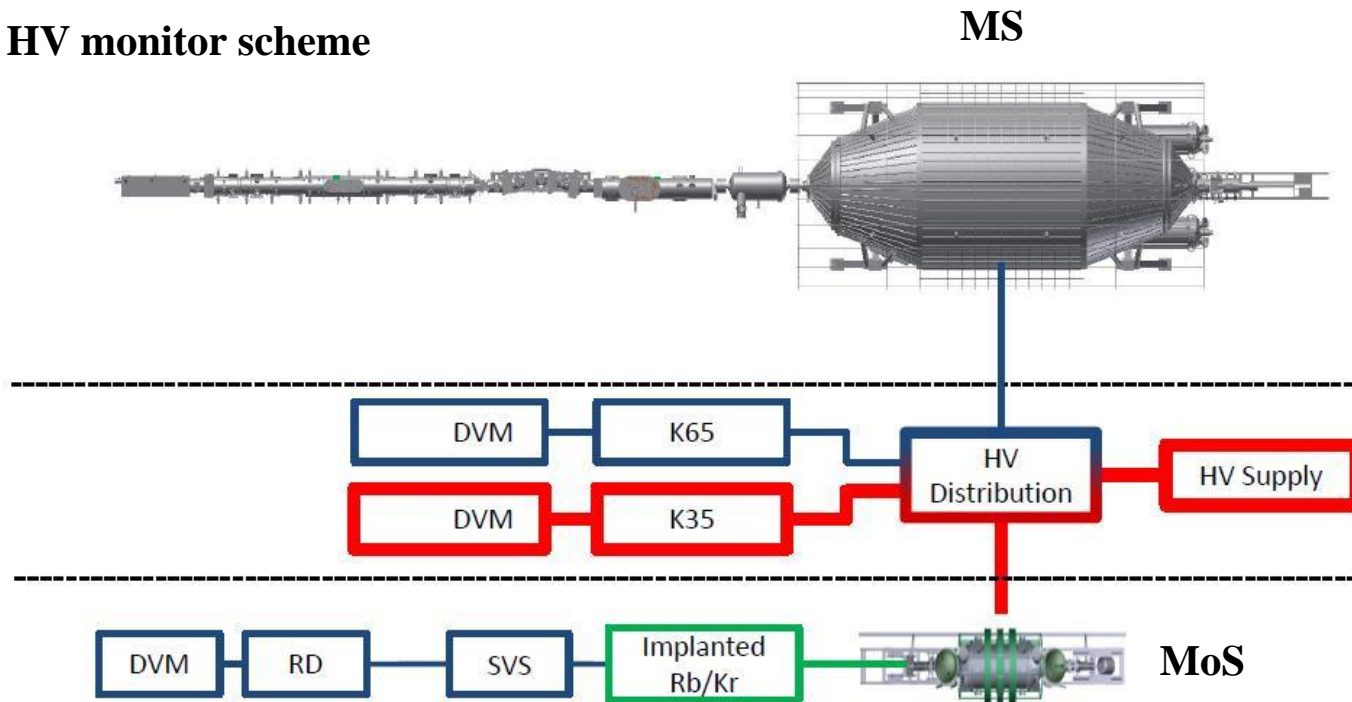 HV monitor scheme
MS
DVM
K65
HV
Distribution
HV Supply
DVM
K35
DVM
RD
SVS
Implanted
Rb/Kr
MoS